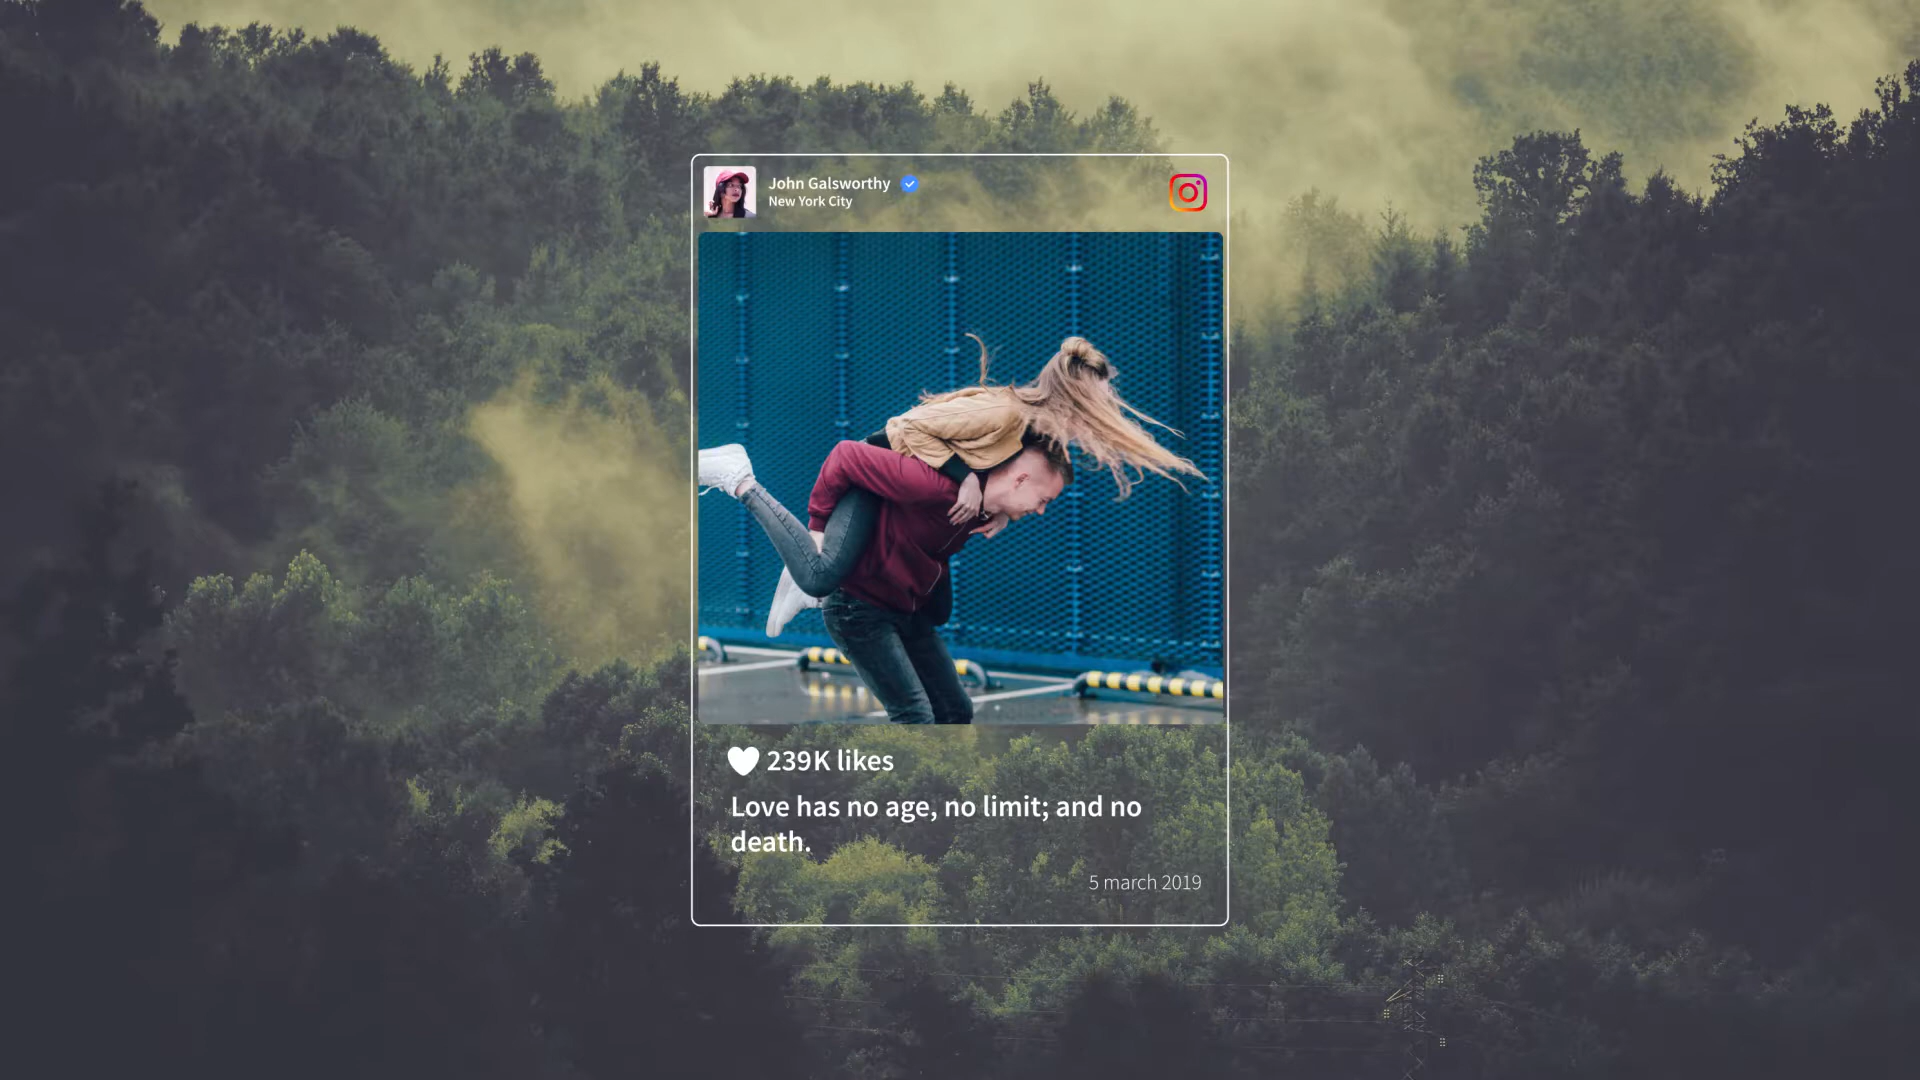 John Galsworthy
New York City
239K likes
Love has no age, no limit; and no
death.
5 march 2019